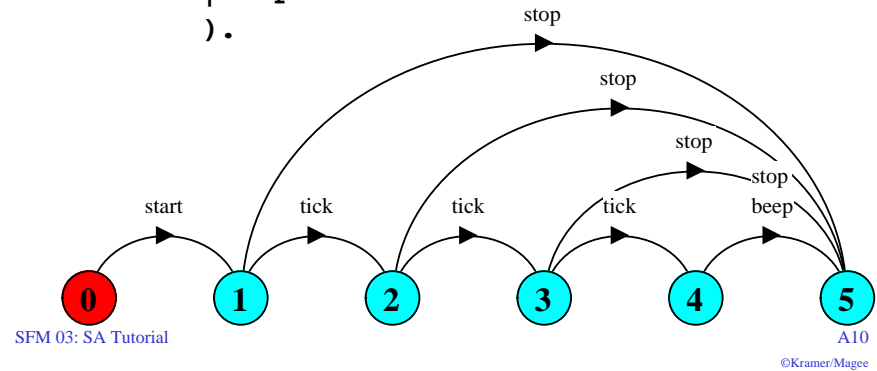 ).
stop
stop
stop
stop
start tick tick tick beep
0 1 2 3 4 5
SFM 03: SA Tutorial A10
©Kramer/Magee